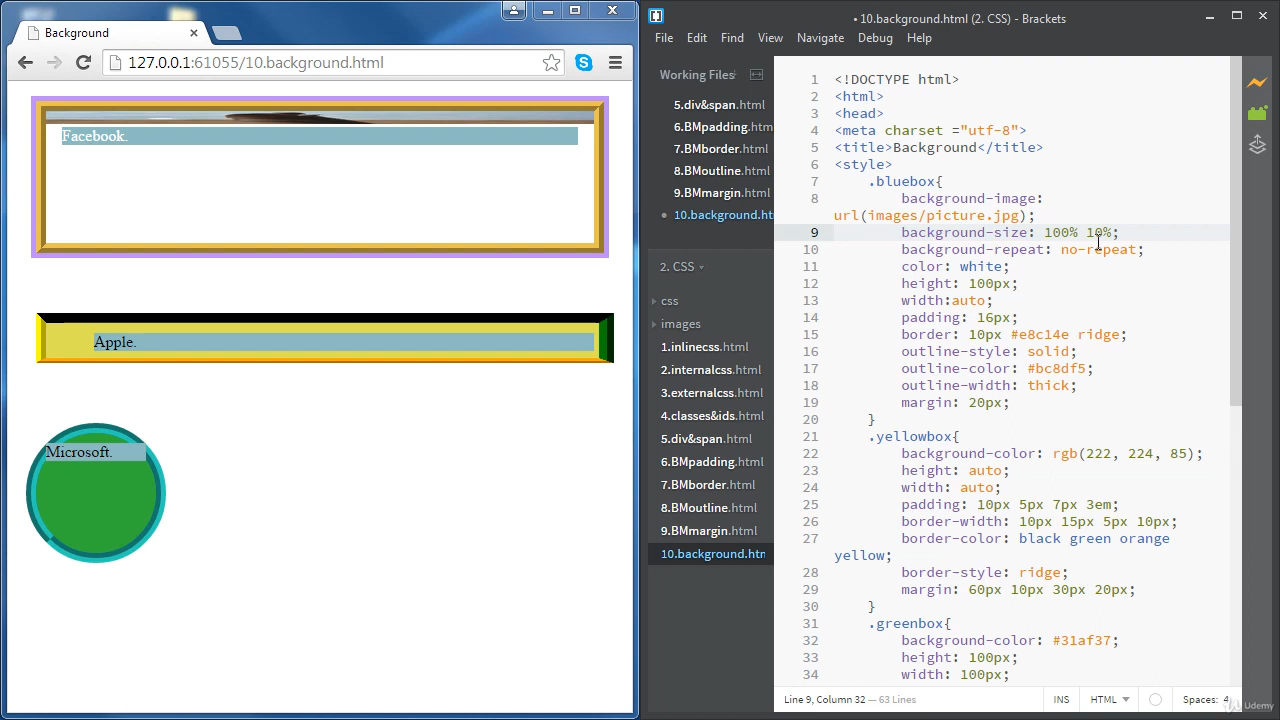 Background
127.0.0.1:61055/10.background.html
Facebook.
Apple.
Microsoft.
• 10.background.html (2. CSS) - Brackets
File Edit Find View Navigate Debug Help
Working Files
5.div&span.html
6.BMpadding.htm
7.BMborder.html
8.BMoutline.html
9.BMmargin.html
10.background.ht
2. CSS
css
images
1.inlinecss.html
2.internalcss.html
3.externalcss.html
4.classes&ids.html
5.div&span.html
6.BMpadding.html
7.BMborder.html
8.BMoutline.html
9.BMmargin.html
10.background.htn
1 <!DOCTYPE html>
2 <html>
3 <head>
4 <meta charset ="utf-8">
5 <title>Background</title>
6 <style>
7 .bluebox{
8 background-image:
url(images/picture.jpg);
9 background-size: 100% 10%;
10 background-repeat: no-repeat;
11 color: white;
12 height: 100px;
13 width:auto;
14 padding: 16px;
15 border: 10px #e8c14e ridge;
16 outline-style: solid;
17 outline-color: #bc8df5;
18 outline-width: thick;
19 margin: 20px;
20 }
21 .yellowbox{
22 background-color: rgb(222, 224, 85);
23 height: auto;
24 width: auto;
25 padding: 10px 5px 7px 3em;
26 border-width: 10px 15px 5px 10px;
27 border-color: black green orange
yellow;
28 border-style: ridge;
29 margin: 60px 10px 30px 20px;
30 }
31 .greenbox{
32 background-color: #31af37;
33 height: 100px;
34 width: 100px;
Line 9, Column 32 — 63 Lines
INS HTML Spaces: 4
Udemy